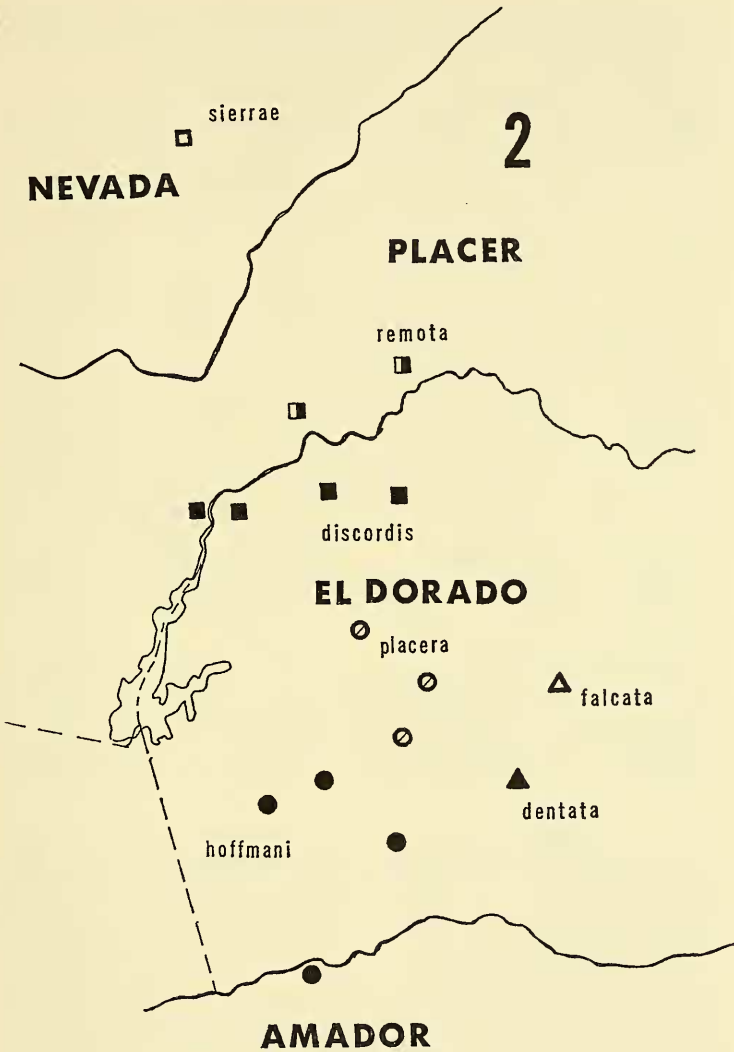 sierrae
2
NEVADA
PLACER
remota
discordis
EL DORADO
placera
falcata
dentata
hoffmani
AMADOR